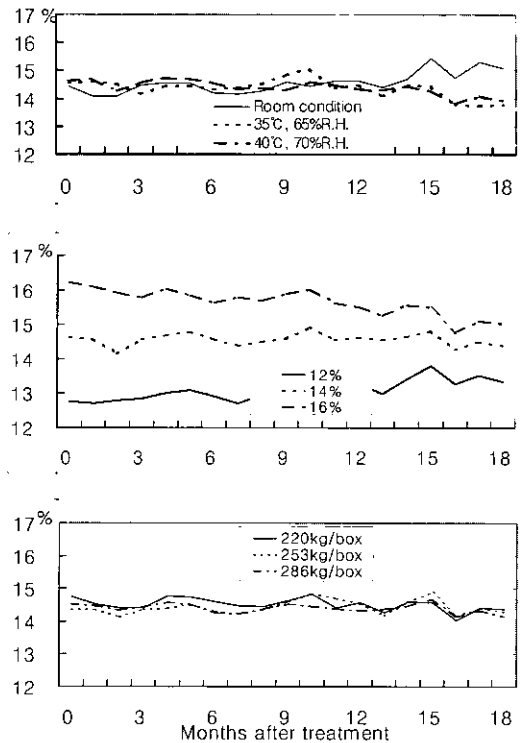 17 %
16
15
14
13
12
Room condition
35℃, 65%R.H.
40℃, 70%R.H.
0 3 6 9 12 15 18
17 %
16
15
14
13
12
12%
14%
16%
0 3 6 9 12 15 18
17 %
16
15
14
13
12
220kg/box
253kg/box
286kg/box
0 3 6 9 12 15 18
Months after treatment